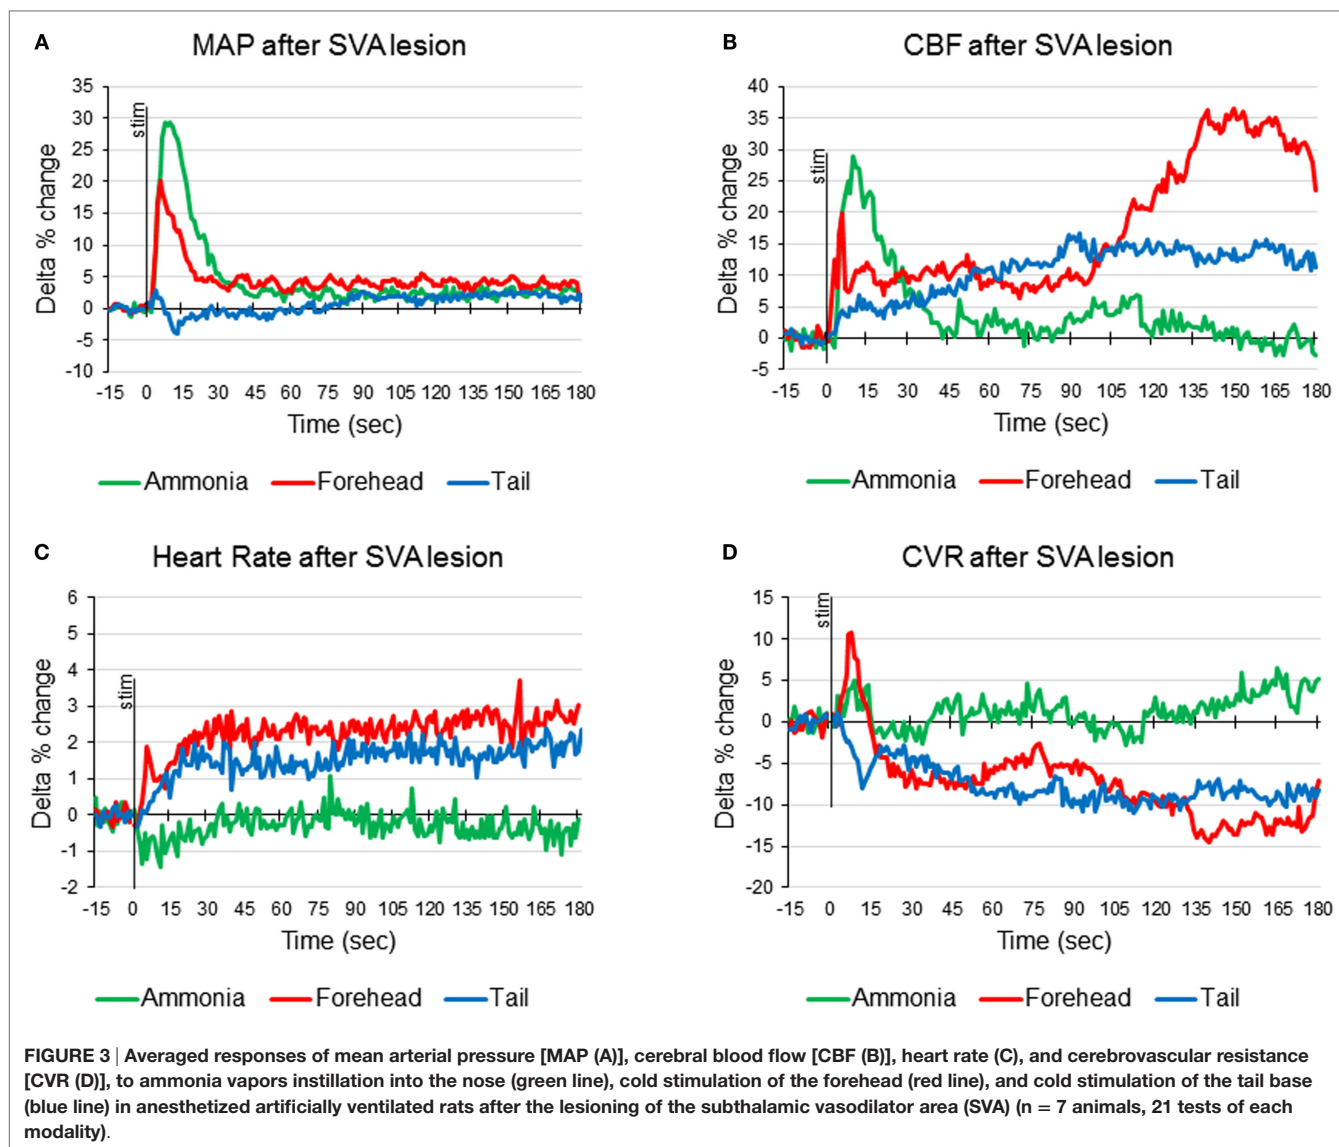 A
MAP after SVA lesion
35
30
25
20
15
10
5
0
-5
-10
Delta % change
stim
-15 0 15 30 45 60 75 90 105 120 135 150 165 180
Time (sec)
Ammonia Forehead Tail
B
CBF after SVA lesion
40
35
30
25
20
15
10
5
0
-5
Delta % change
stim
-15 0 15 30 45 60 75 90 105 120 135 150 165 180
Time (sec)
Ammonia Forehead Tail
C
Heart Rate after SVA lesion
6
5
4
3
2
1
0
-1
-2
Delta % change
stim
-15 0 15 30 45 60 75 90 105 120 135 150 165 180
Time (sec)
Ammonia Forehead Tail
D
CVR after SVA lesion
15
10
5
0
-5
-10
-15
-20
Delta % change
stim
-15 0 15 30 45 60 75 90 105 120 135 150 165 180
Time (sec)
Ammonia Forehead Tail
FIGURE 3 | Averaged responses of mean arterial pressure [MAP (A)], cerebral blood flow [CBF (B)], heart rate (C), and cerebrovascular resistance
[CVR (D)], to ammonia vapors instillation into the nose (green line), cold stimulation of the forehead (red line), and cold stimulation of the tail base
(blue line) in anesthetized artificially ventilated rats after the lesioning of the subthalamic vasodilator area (SVA) (n = 7 animals, 21 tests of each
modality).